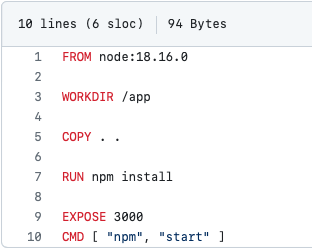 10 lines (6 sloc) 94 Bytes
1 FROM node:18.16.0
2
3 WORKDIR /app
4
5 COPY . .
6
7 RUN npm install
8
9 EXPOSE 3000
10 CMD [ "npm", "start" ]